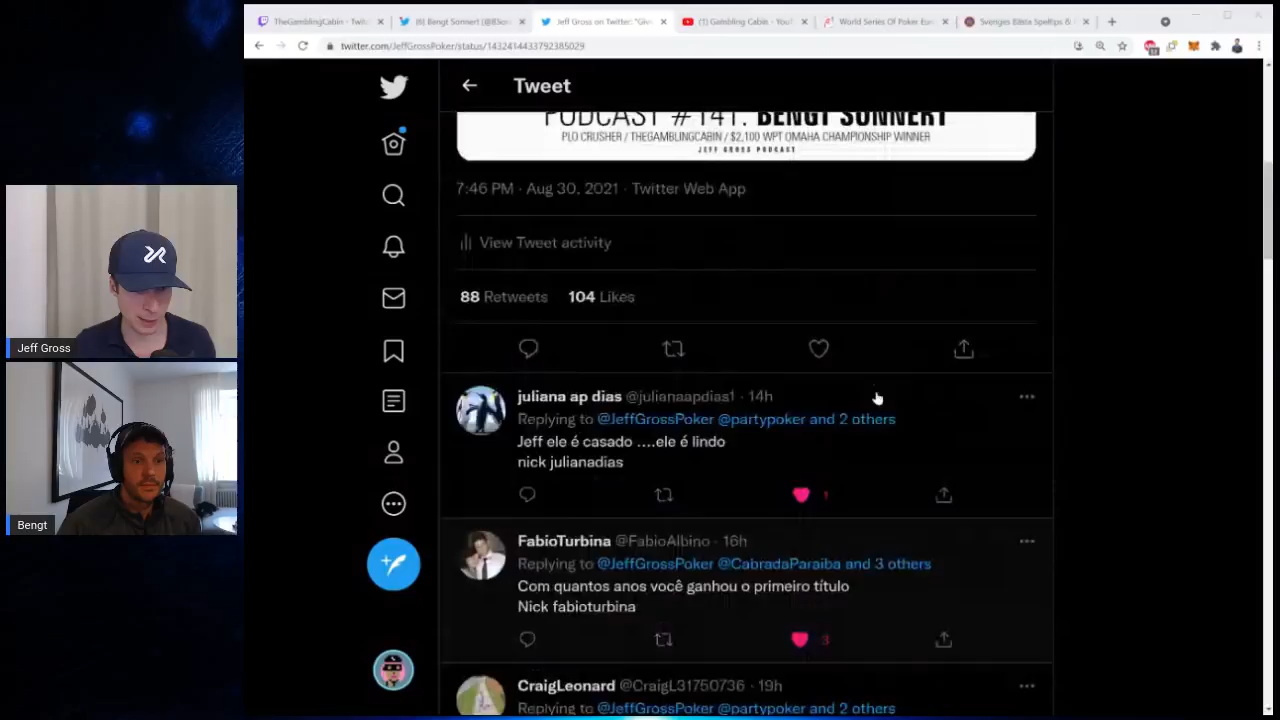 TheGamblingCabin - Twitc
(6) Bengt Sonnert (@BSon
Jeff Gross on Twitter: "Give
(1) Gambling Cabin - YouT
World Series Of Poker Eur
Sveriges Bästa Speltips &
twitter.com/JeffGrossPoker/status/1432414433792385029
Tweet
PODCAST #141: BENGT SONNERT
PLO CRUSHER / THEGAMBLINGCABIN / $2,100 WPT OMAHA CHAMPIONSHIP WINNER
JEFF GROSS PODCAST
7:46 PM · Aug 30, 2021 · Twitter Web App
View Tweet activity
88 Retweets 104 Likes
juliana ap dias @julianaapdias1 · 14h
Replying to @JeffGrossPoker @partypoker and 2 others
Jeff ele é casado ....ele é lindo
nick julianadias
1
FabioTurbina @FabioAlbino · 16h
Replying to @JeffGrossPoker @CabradaParaiba and 3 others
Com quantos anos você ganhou o primeiro título
Nick fabioturbina
3
CraigLeonard @CraigL31750736 · 19h
Replying to @JeffGrossPoker @partypoker and 2 others
Jeff Gross
Bengt